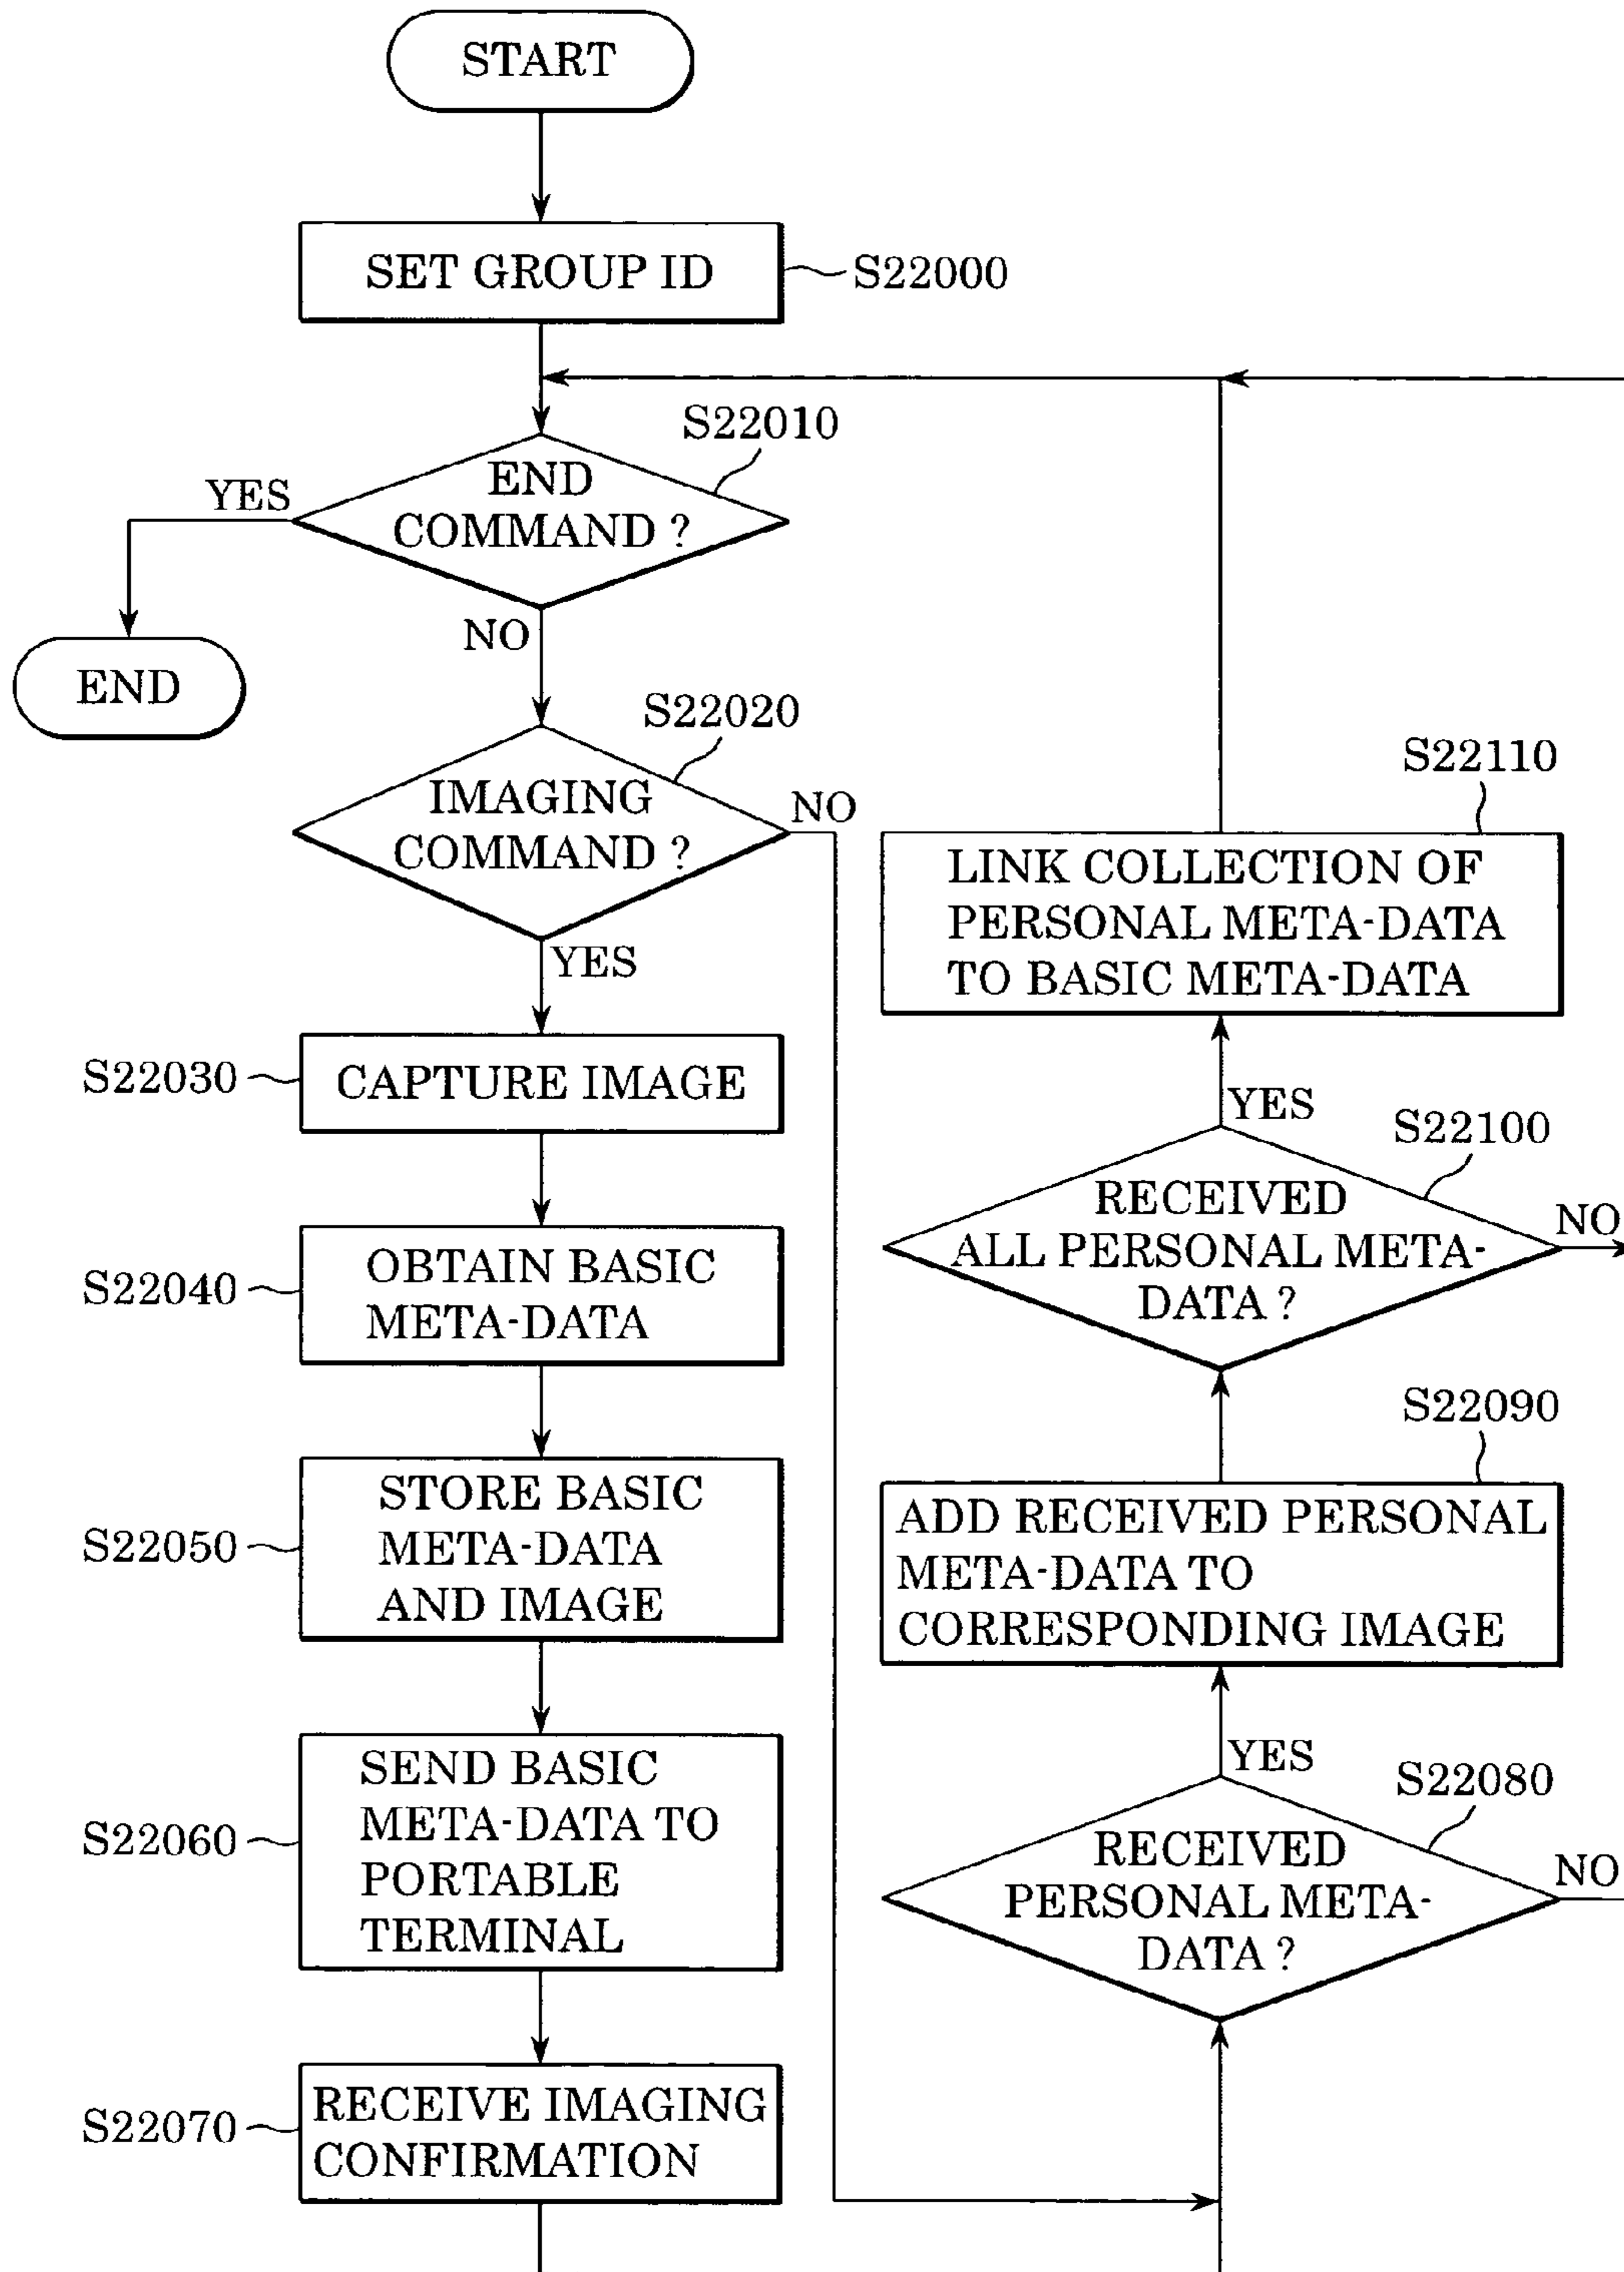 START
SET GROUP ID
S22000
S22010
END
COMMAND ?
YES
NO
END
S22020
IMAGING
COMMAND ?
NO
YES
S22030
CAPTURE IMAGE
S22040
OBTAIN BASIC
META-DATA
S22050
STORE BASIC
META-DATA
AND IMAGE
S22060
SEND BASIC
META-DATA TO
PORTABLE
TERMINAL
S22070
RECEIVE IMAGING
CONFIRMATION
S22110
LINK COLLECTION OF
PERSONAL META-DATA
TO BASIC META-DATA
YES
S22100
RECEIVED
ALL PERSONAL META-
DATA ?
NO
S22090
ADD RECEIVED PERSONAL
META-DATA TO
CORRESPONDING IMAGE
YES
S22080
RECEIVED
PERSONAL META-
DATA ?
NO